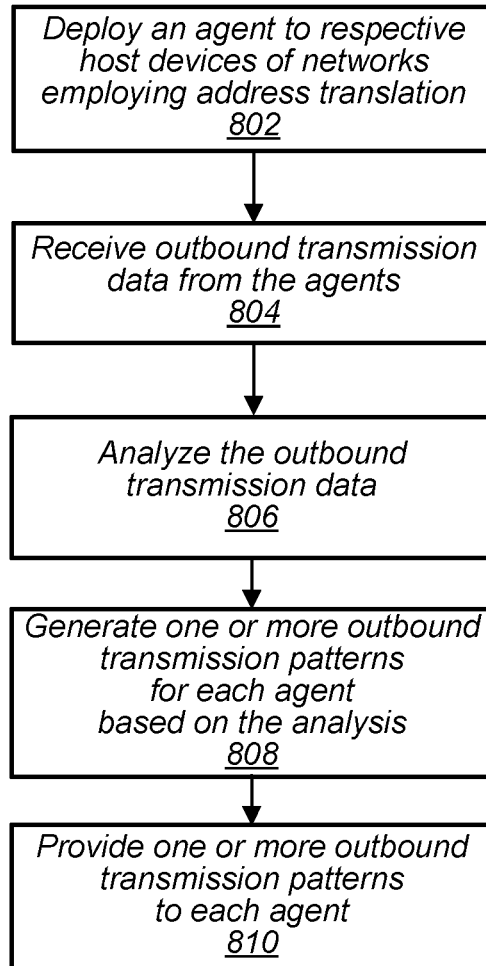 Deploy an agent to respective
host devices of networks
employing address translation
802
Receive outbound transmission
data from the agents
804
Analyze the outbound
transmission data
806
Generate one or more outbound
transmission patterns
for each agent
based on the analysis
808
Provide one or more outbound
transmission patterns
to each agent
810